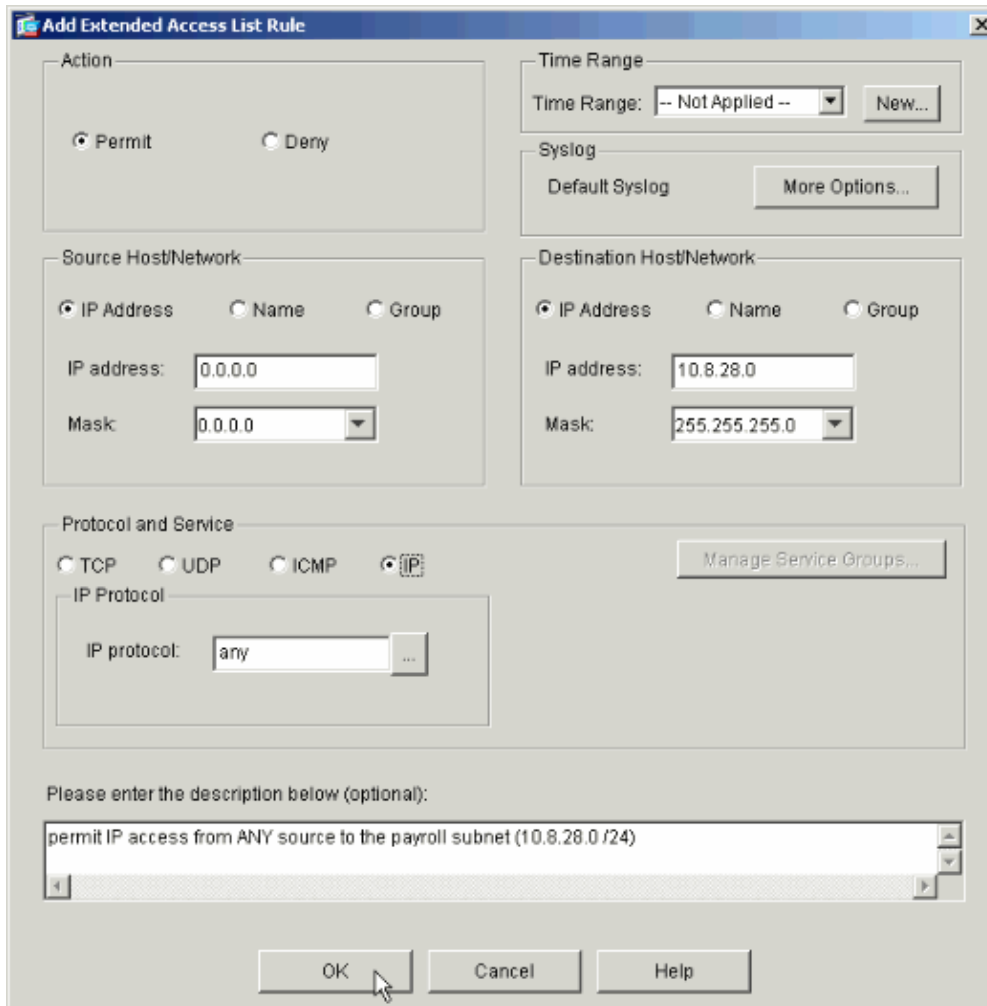 Add Extended Access List Rule
Action
Permit Deny
Time Range
Time Range: -- Not Applied -- New...
Syslog
Default Syslog More Options...
Source Host/Network
IP Address Name Group
IP address: 0.0.0.0
Mask: 0.0.0.0
Destination Host/Network
IP Address Name Group
IP address: 10.8.28.0
Mask: 255.255.255.0
Protocol and Service
TCP UDP ICMP IP
Manage Service Groups...
IP Protocol
IP protocol: any ...
Please enter the description below (optional):
permit IP access from ANY source to the payroll subnet (10.8.28.0 /24)
OK Cancel Help